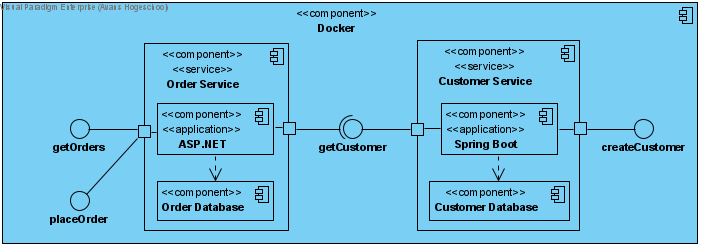 Visual Paradigm Enterprise (Avans Hogeschool)
<<component>>
Docker
<<component>>
<<service>>
Order Service
<<component>>
<<application>>
ASP.NET
<<component>>
Order Database
getOrders
placeOrder
getCustomer
<<component>>
<<service>>
Customer Service
<<component>>
<<application>>
Spring Boot
<<component>>
Customer Database
createCustomer